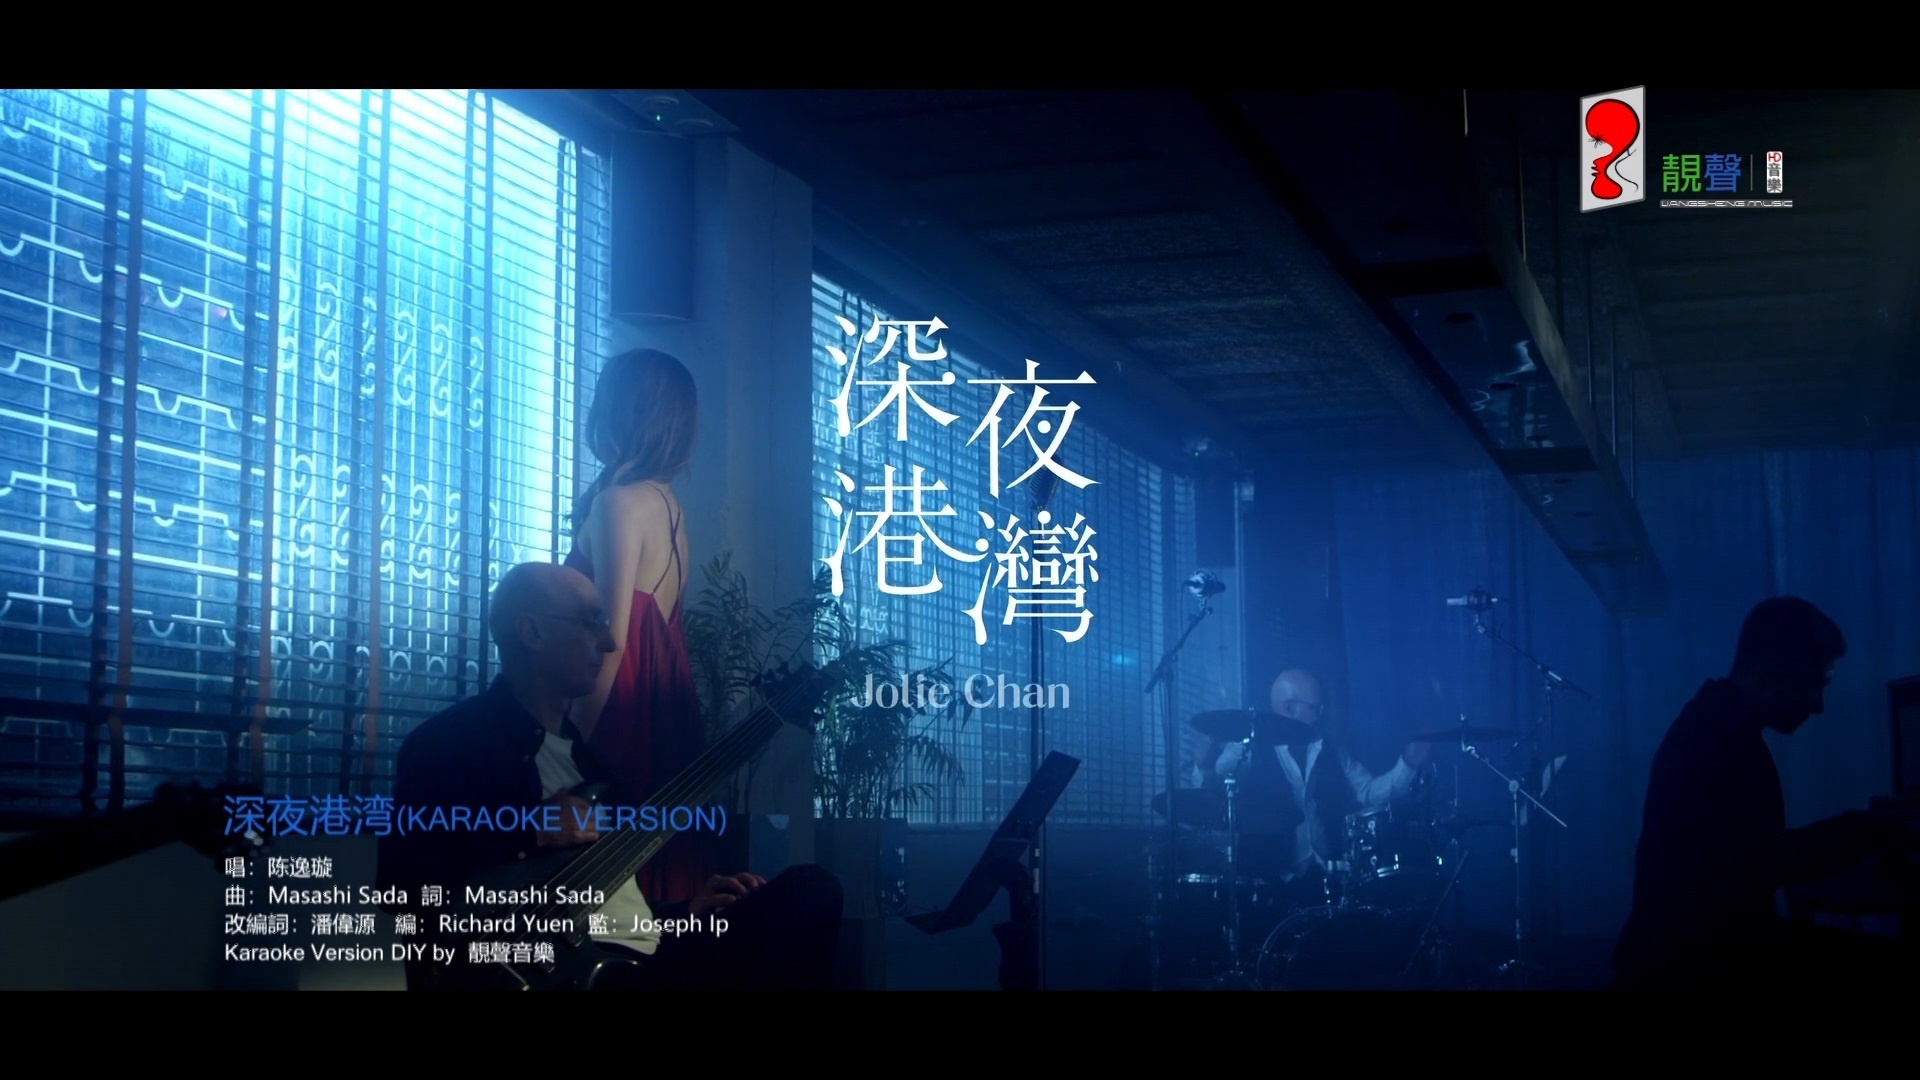 靚聲 HD音樂
LIANGSHENG MUSIC
深夜
港灣
Jolie Chan
深夜港湾(KARAOKE VERSION)
唱：陈逸璇
曲：Masashi Sada 詞：Masashi Sada
改編詞：潘偉源 編：Richard Yuen 監：Joseph Ip
Karaoke Version DIY by 靚聲音樂